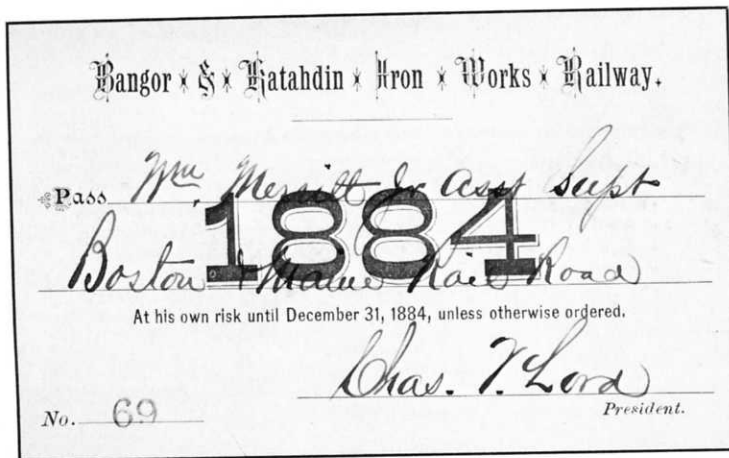 Bangor & Katahdin Iron Works Railway.
Pass Wm. Merritt Jr Asst Supt
1884
Boston & Maine Rail Road
At his own risk until December 31, 1884, unless otherwise ordered.
Chas. V. Lord
President.
No. 69